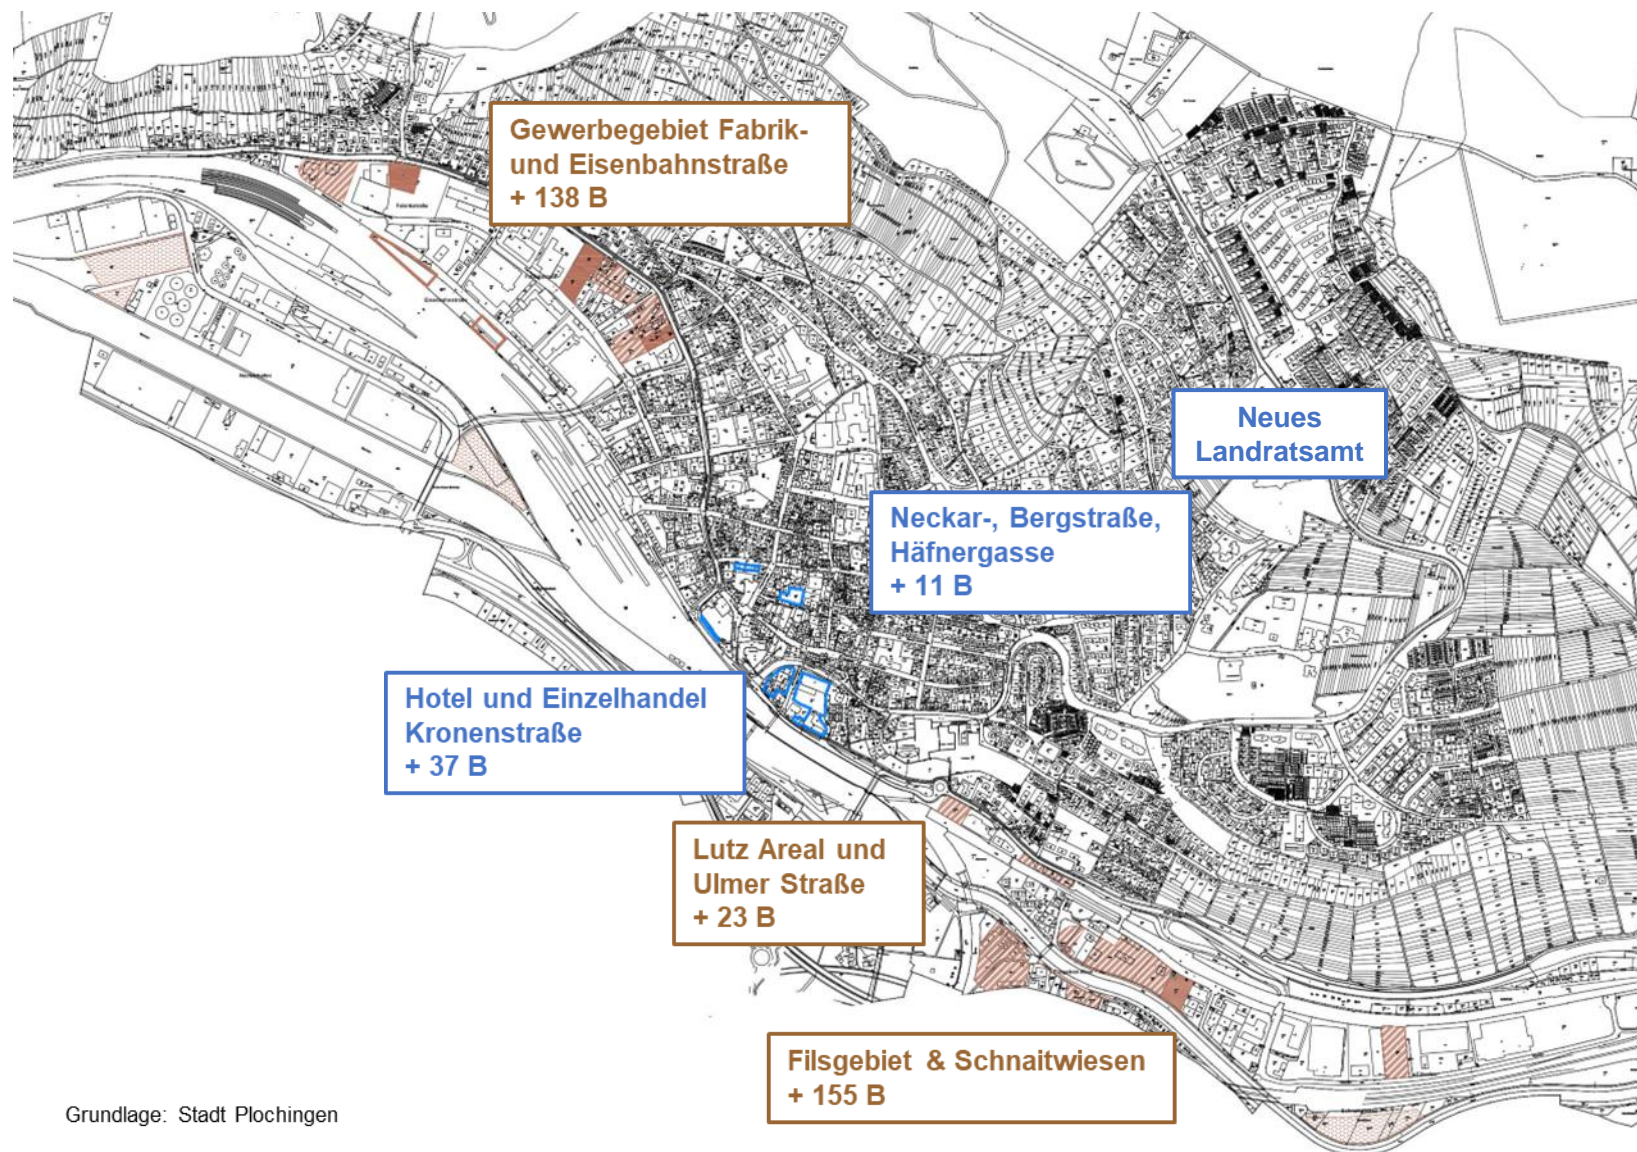 Gewerbegebiet Fabrik-
und Eisenbahnstraße
+ 138 B
Neues
Landratsamt
Neckar-, Bergstraße,
Häfnergasse
+ 11 B
Hotel und Einzelhandel
Kronenstraße
+ 37 B
Lutz Areal und
Ulmer Straße
+ 23 B
Filsgebiet & Schnaitwiesen
+ 155 B
Grundlage: Stadt Plochingen